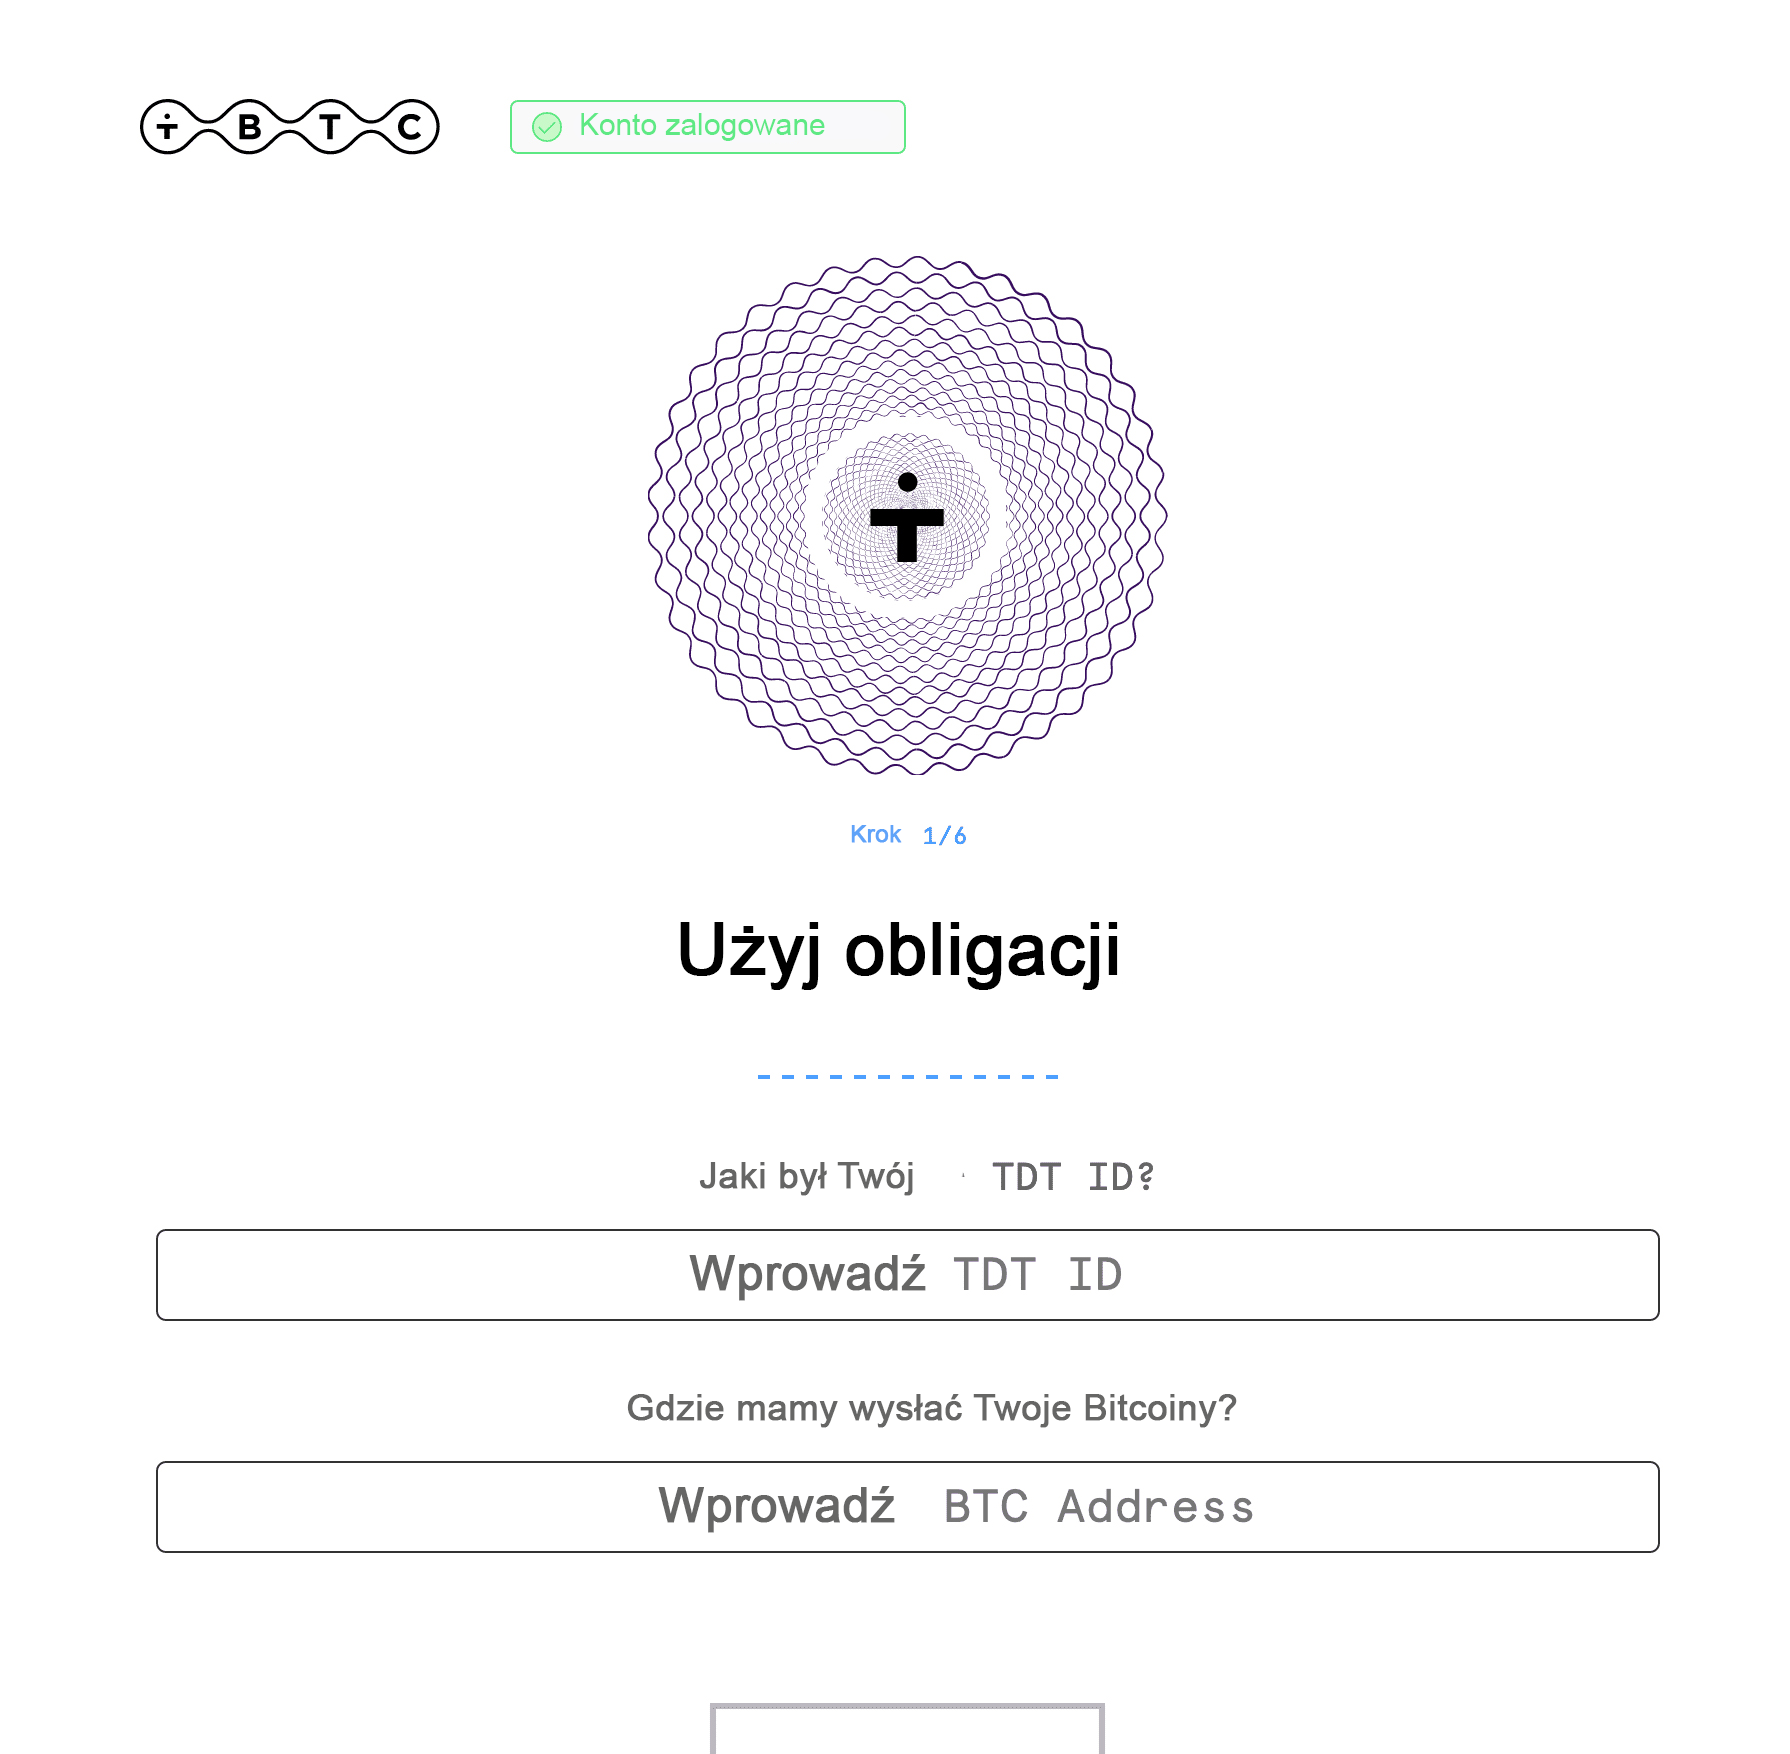 ṫ B T C
Konto zalogowane
ṫ
Krok 1/6
Użyj obligacji
Jaki był Twój TDT ID?
Wprowadź TDT ID
Gdzie mamy wysłać Twoje Bitcoiny?
Wprowadź BTC Address